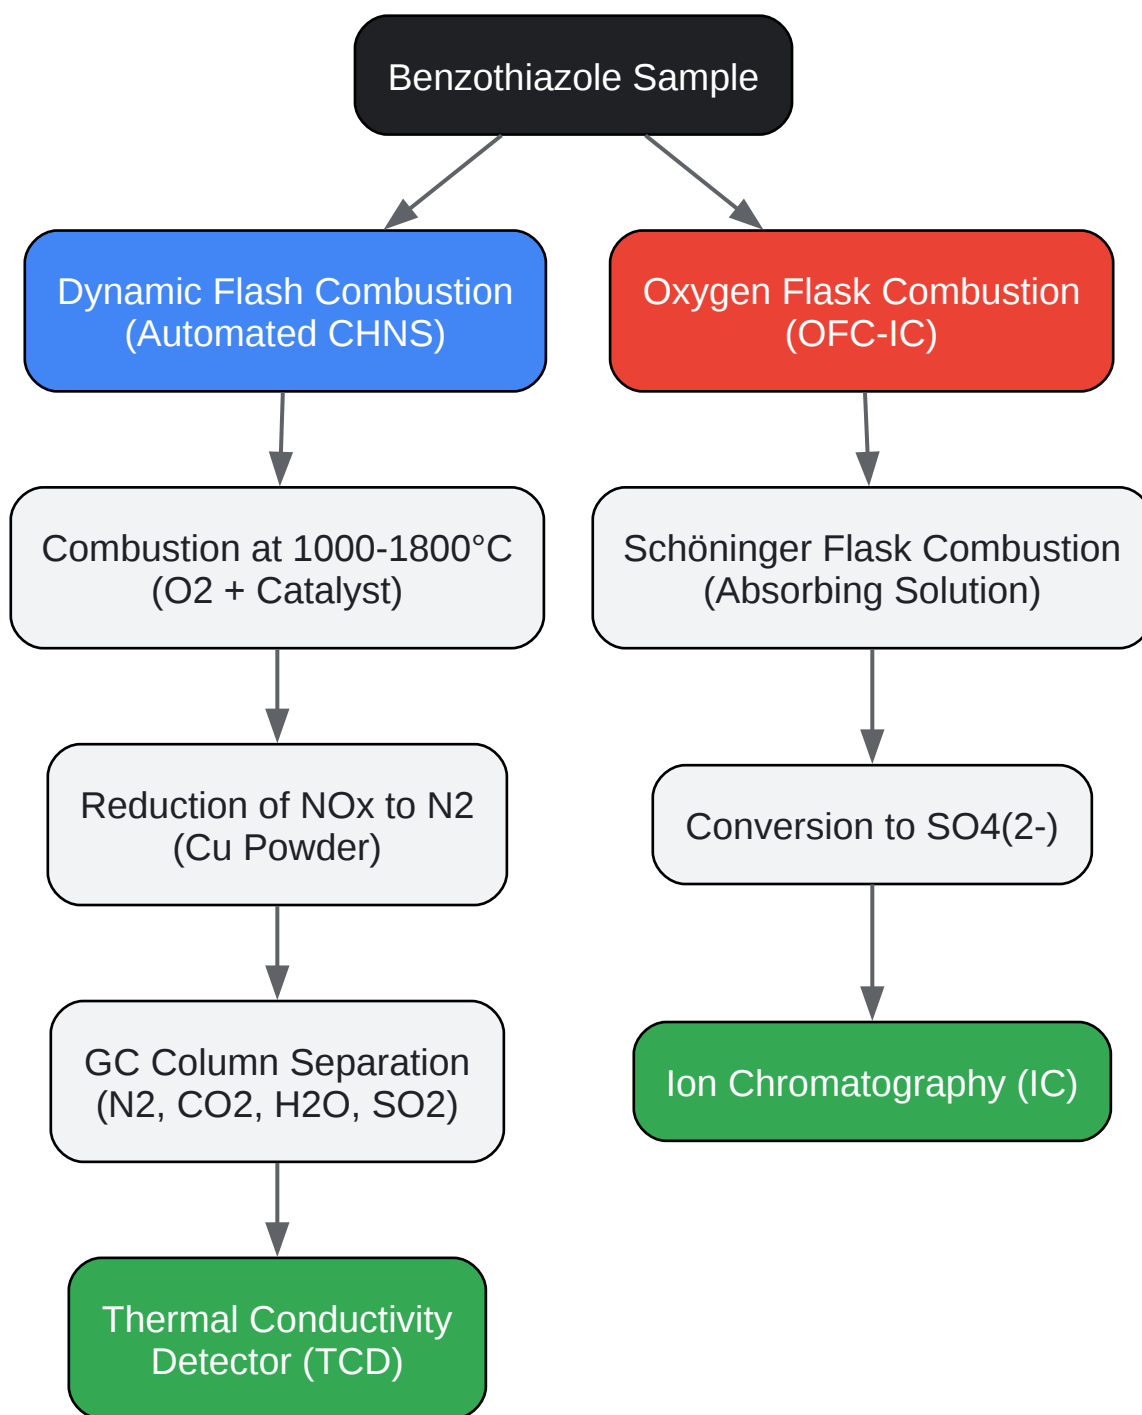 Benzothiazole Sample
Dynamic Flash Combustion
(Automated CHNS)
Oxygen Flask Combustion
(OFC-IC)
Combustion at 1000-1800°C
(O2 + Catalyst)
Schöninger Flask Combustion
(Absorbing Solution)
Reduction of NOx to N2
(Cu Powder)
Conversion to SO4(2-)
GC Column Separation
(N2, CO2, H2O, SO2)
Ion Chromatography (IC)
Thermal Conductivity
Detector (TCD)